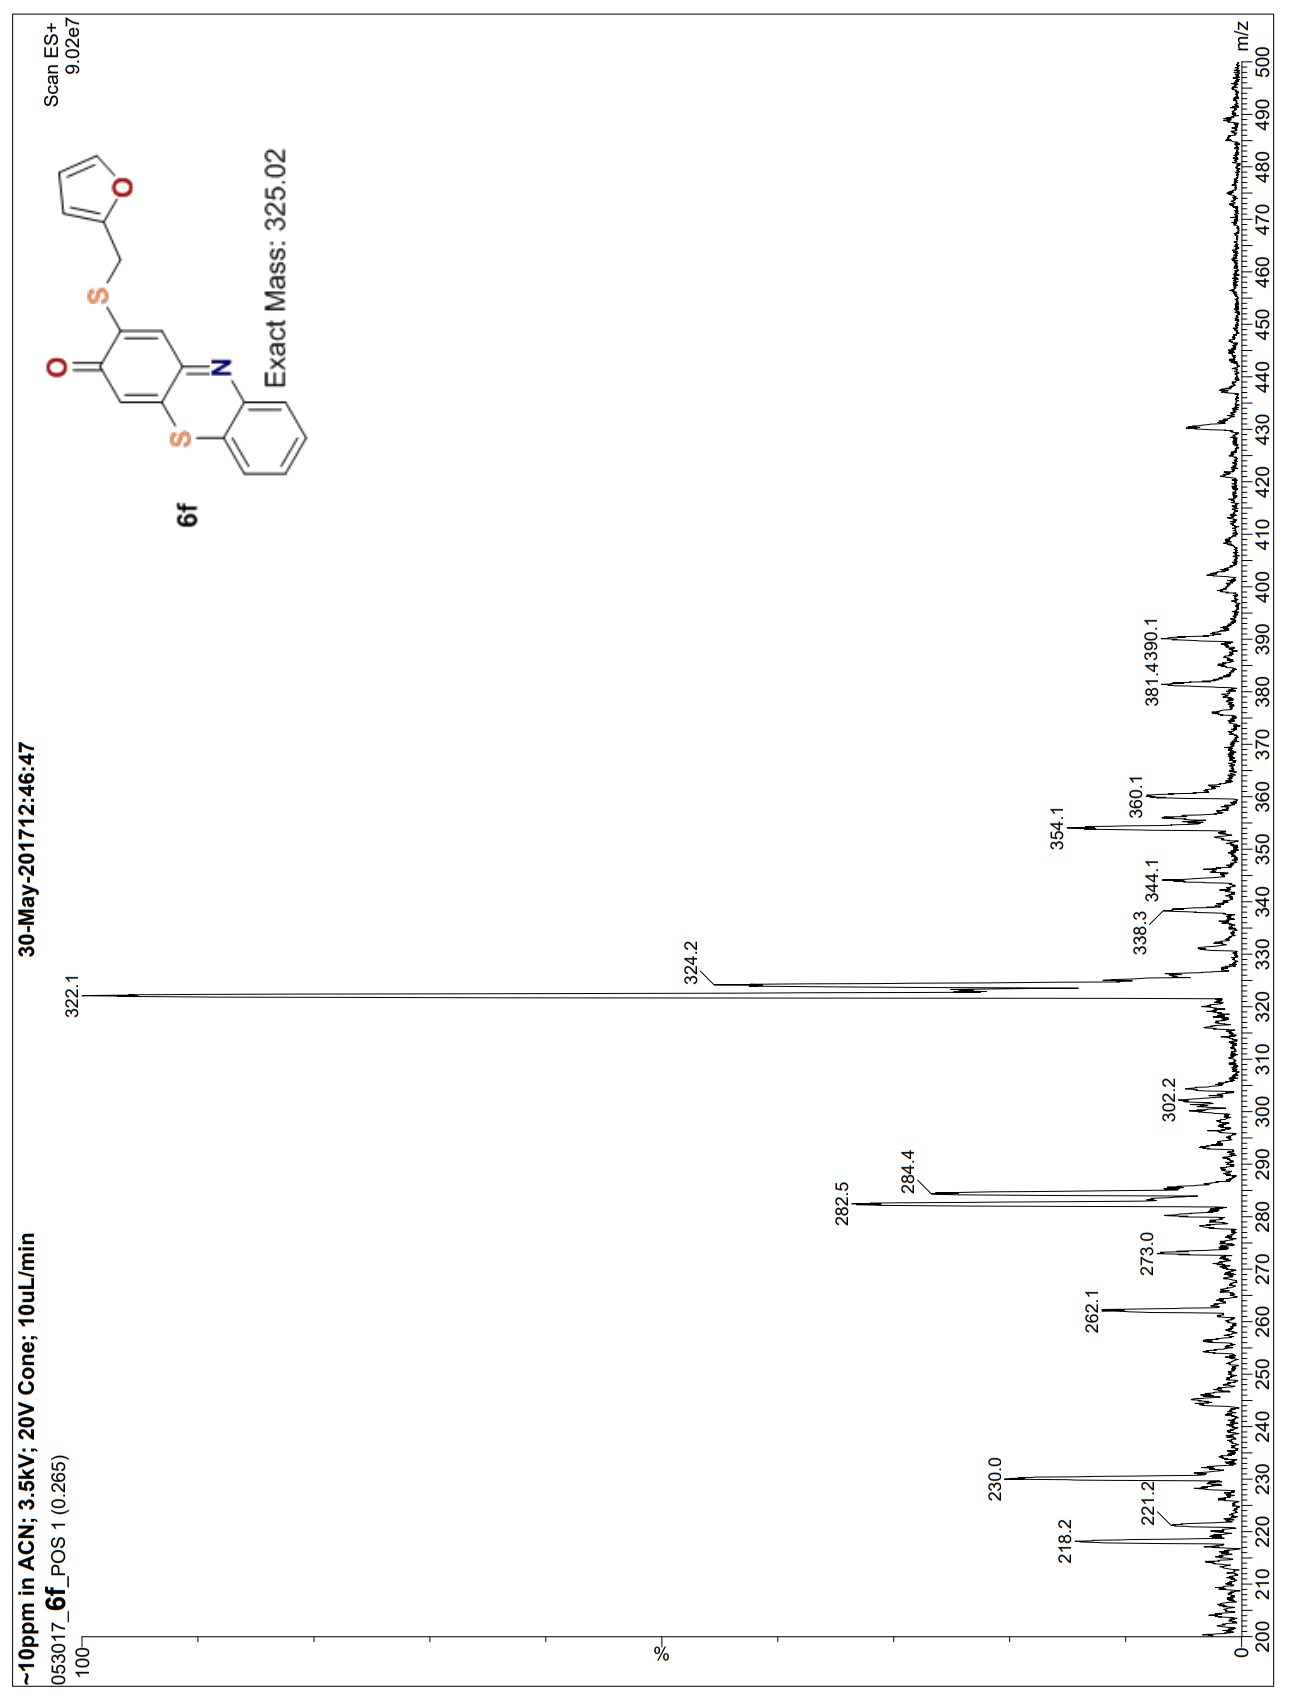 ~10ppm in ACN; 3.5kV; 20V Cone; 10uL/min
30-May-201712:46:47
053017_6f_POS 1 (0.265)
Scan ES+
9.02e7
100
%
0
322.1
324.2
282.5
284.4
230.0
218.2
221.2
262.1
273.0
302.2
338.3
344.1
354.1
360.1
381.4 390.1
O
S
O
S
N
6f
Exact Mass: 325.02
200 210 220 230 240 250 260 270 280 290 300 310 320 330 340 350 360 370 380 390 400 410 420 430 440 450 460 470 480 490 500
m/z